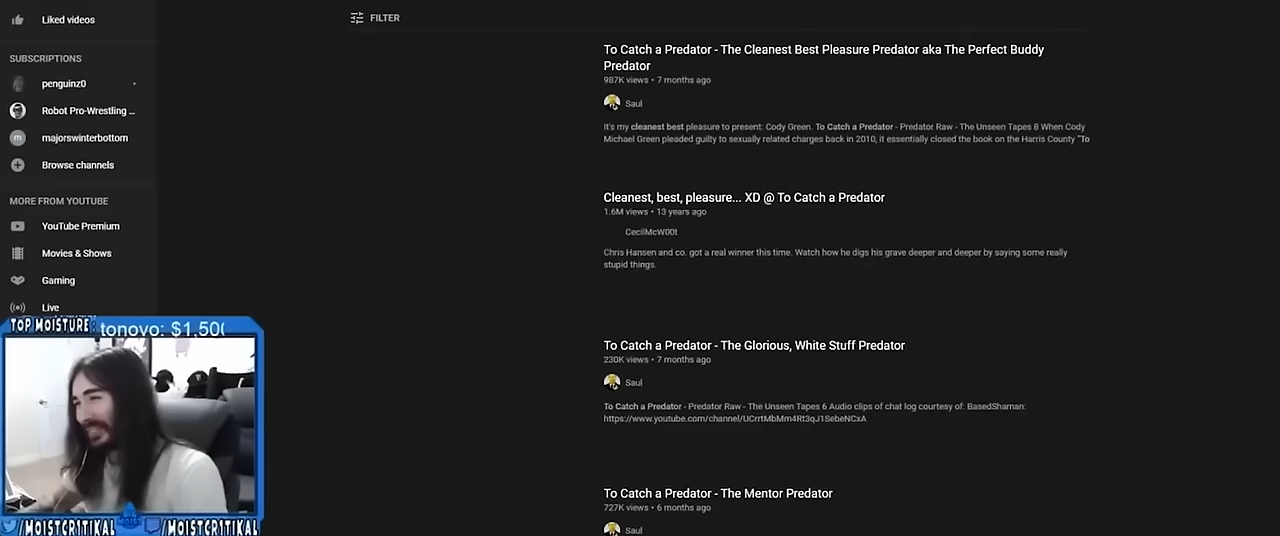 Liked videos
SUBSCRIPTIONS
penguinz0
Robot Pro-Wrestling ...
majorswinterbottom
Browse channels
MORE FROM YOUTUBE
YouTube Premium
Movies & Shows
Gaming
Live
TOP MOISTURE: tonovo: $1,50
/MOISTCR1TIKAL /MOISTCR1TIKAL
FILTER
To Catch a Predator - The Cleanest Best Pleasure Predator aka The Perfect Buddy
Predator
987K views • 7 months ago
Saul
It's my cleanest best pleasure to present: Cody Green. To Catch a Predator - Predator Raw - The Unseen Tapes 8 When Cody
Michael Green pleaded guilty to sexually related charges back in 2010, it essentially closed the book on the Harris County "To
Cleanest, best, pleasure... XD @ To Catch a Predator
1.6M views • 13 years ago
CecilMcW00t
Chris Hansen and co. got a real winner this time. Watch how he digs his grave deeper and deeper by saying some really
stupid things.
To Catch a Predator - The Glorious, White Stuff Predator
230K views • 7 months ago
Saul
To Catch a Predator - Predator Raw - The Unseen Tapes 6 Audio clips of chat log courtesy of: BasedShaman:
https://www.youtube.com/channel/UCrrtMbMm4Rt3qJ1SebeNCxA
To Catch a Predator - The Mentor Predator
727K views • 6 months ago
Saul